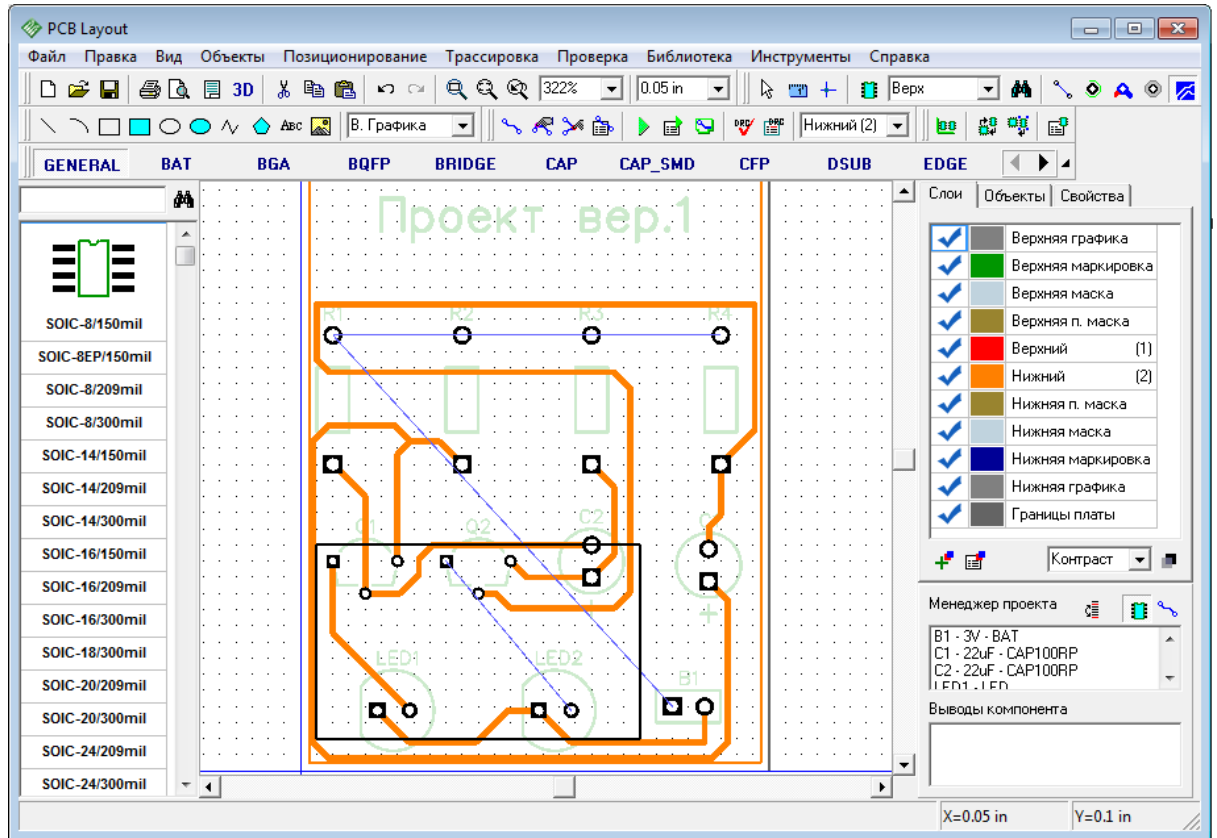 PCB Layout
Файл Правка Вид Объекты Позиционирование Трассировка Проверка Библиотека Инструменты Справка
3D 322% 0.05 in Верх
ABC В. Графика DRC DRC Нижний (2)
GENERAL BAT BGA BQFP BRIDGE CAP CAP_SMD CFP DSUB EDGE
SOIC-8/150mil
SOIC-8EP/150mil
SOIC-8/209mil
SOIC-8/300mil
SOIC-14/150mil
SOIC-14/209mil
SOIC-14/300mil
SOIC-16/150mil
SOIC-16/209mil
SOIC-16/300mil
SOIC-18/300mil
SOIC-20/209mil
SOIC-20/300mil
SOIC-24/209mil
SOIC-24/300mil
Проект вер.1
R1 R2 R3 R4
Q1 Q2 C2
LED1 LED2 B1
Слои Объекты Свойства
Верхняя графика
Верхняя маркировка
Верхняя маска
Верхняя п. маска
Верхний (1)
Нижний (2)
Нижняя п. маска
Нижняя маска
Нижняя маркировка
Нижняя графика
Границы платы
Контраст
Менеджер проекта
B1 - 3V - BAT
C1 - 22uF - CAP100RP
C2 - 22uF - CAP100RP
LED1 - LED
Выводы компонента
X=0.05 in Y=0.1 in